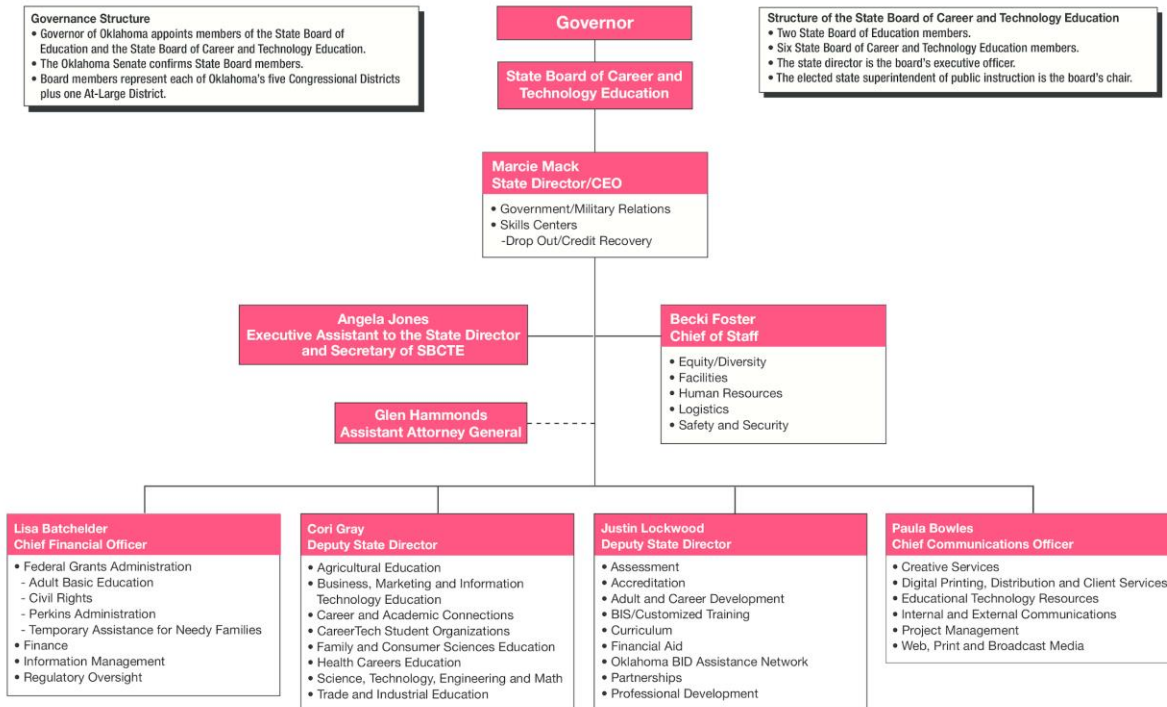 Governance Structure
• Governor of Oklahoma appoints members of the State Board of
Education and the State Board of Career and Technology Education.
• The Oklahoma Senate confirms State Board members.
• Board members represent each of Oklahoma's five Congressional Districts
plus one At-Large District.
Governor
State Board of Career and
Technology Education
Structure of the State Board of Career and Technology Education
• Two State Board of Education members.
• Six State Board of Career and Technology Education members.
• The state director is the board's executive officer.
• The elected state superintendent of public instruction is the board's chair.
Marcie Mack
State Director/CEO
• Government/Military Relations
• Skills Centers
-Drop Out/Credit Recovery
Angela Jones
Executive Assistant to the State Director
and Secretary of SBCTE
Becki Foster
Chief of Staff
• Equity/Diversity
• Facilities
• Human Resources
• Logistics
• Safety and Security
Glen Hammonds
Assistant Attorney General
Lisa Batchelder
Chief Financial Officer
• Federal Grants Administration
- Adult Basic Education
- Civil Rights
- Perkins Administration
- Temporary Assistance for Needy Families
• Finance
• Information Management
• Regulatory Oversight
Cori Gray
Deputy State Director
• Agricultural Education
• Business, Marketing and Information
Technology Education
• Career and Academic Connections
• CareerTech Student Organizations
• Family and Consumer Sciences Education
• Health Careers Education
• Science, Technology, Engineering and Math
• Trade and Industrial Education
Justin Lockwood
Deputy State Director
• Assessment
• Accreditation
• Adult and Career Development
• BIS/Customized Training
• Curriculum
• Financial Aid
• Oklahoma BID Assistance Network
• Partnerships
• Professional Development
Paula Bowles
Chief Communications Officer
• Creative Services
• Digital Printing, Distribution and Client Services
• Educational Technology Resources
• Internal and External Communications
• Project Management
• Web, Print and Broadcast Media